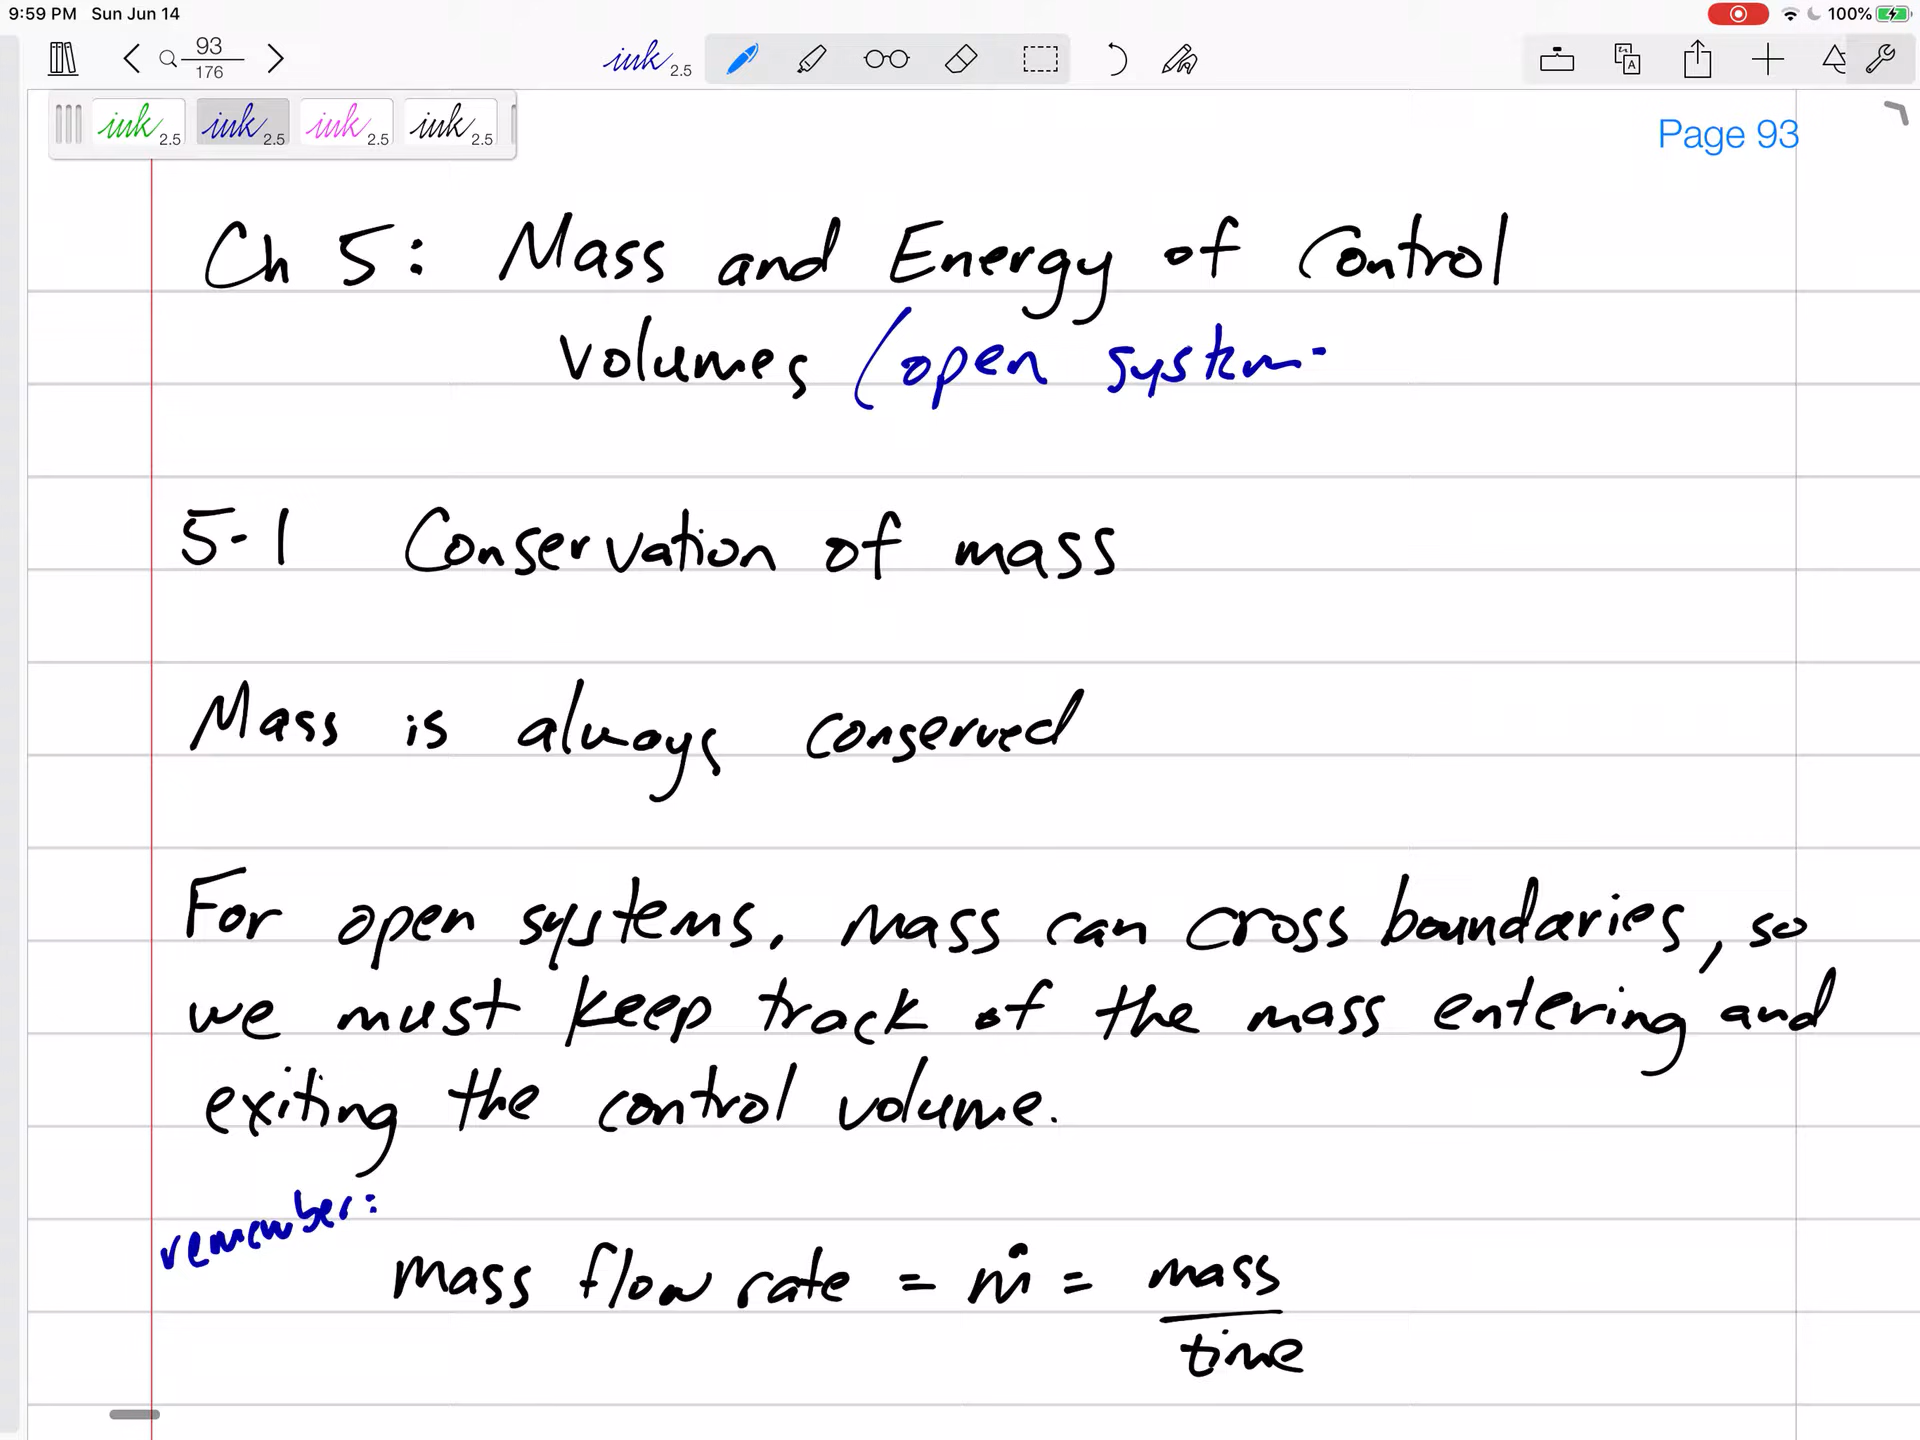 9:59 PM Sun Jun 14
100%
93
176
ink 2.5
ink 2.5 ink 2.5 ink 2.5 ink 2.5
Page 93
Ch 5: Mass and Energy of Control
volumes (open system
5-1 Conservation of mass
Mass is always conserved
For open systems, mass can cross boundaries, so
we must keep track of the mass entering and
exiting the control volume.
remember:
mass flow rate = ṁ = mass
time